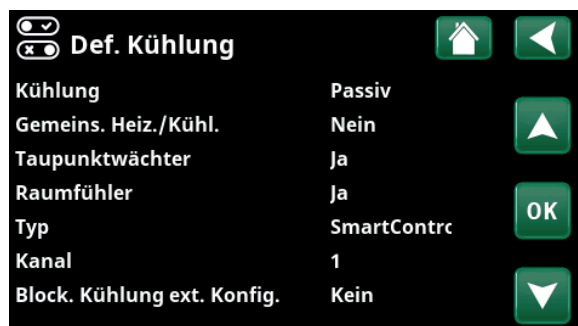 Def. Kühlung
Kühlung Passiv
Gemeins. Heiz./Kühl. Nein
Taupunktwächter Ja
Raumfühler Ja
Typ SmartContrc
Kanal 1
Block. Kühlung ext. Konfig. Kein
OK